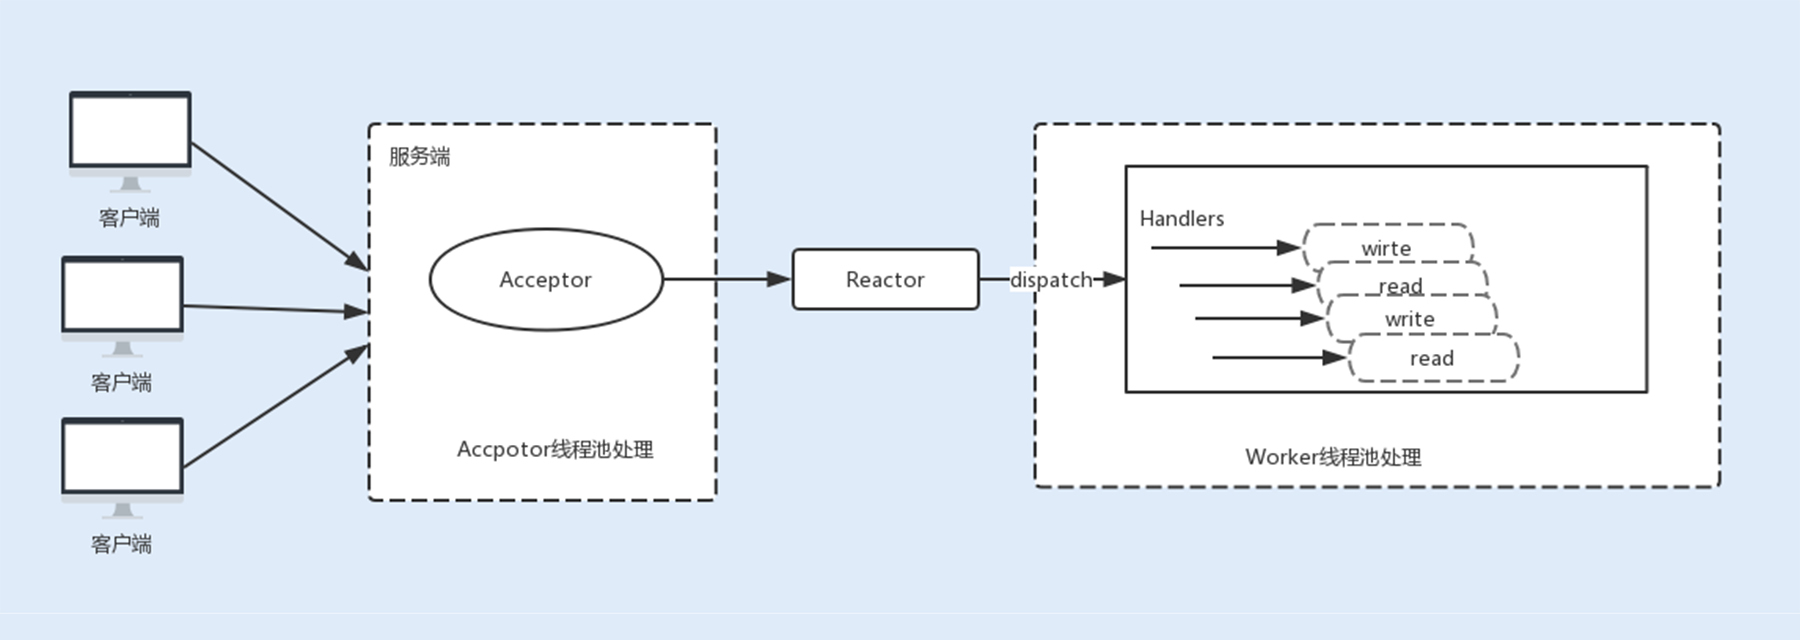 客户端
客户端
客户端
服务端
Acceptor
Accpotor线程池处理
Reactor
dispatch
Handlers
wirte
read
write
read
Worker线程池处理